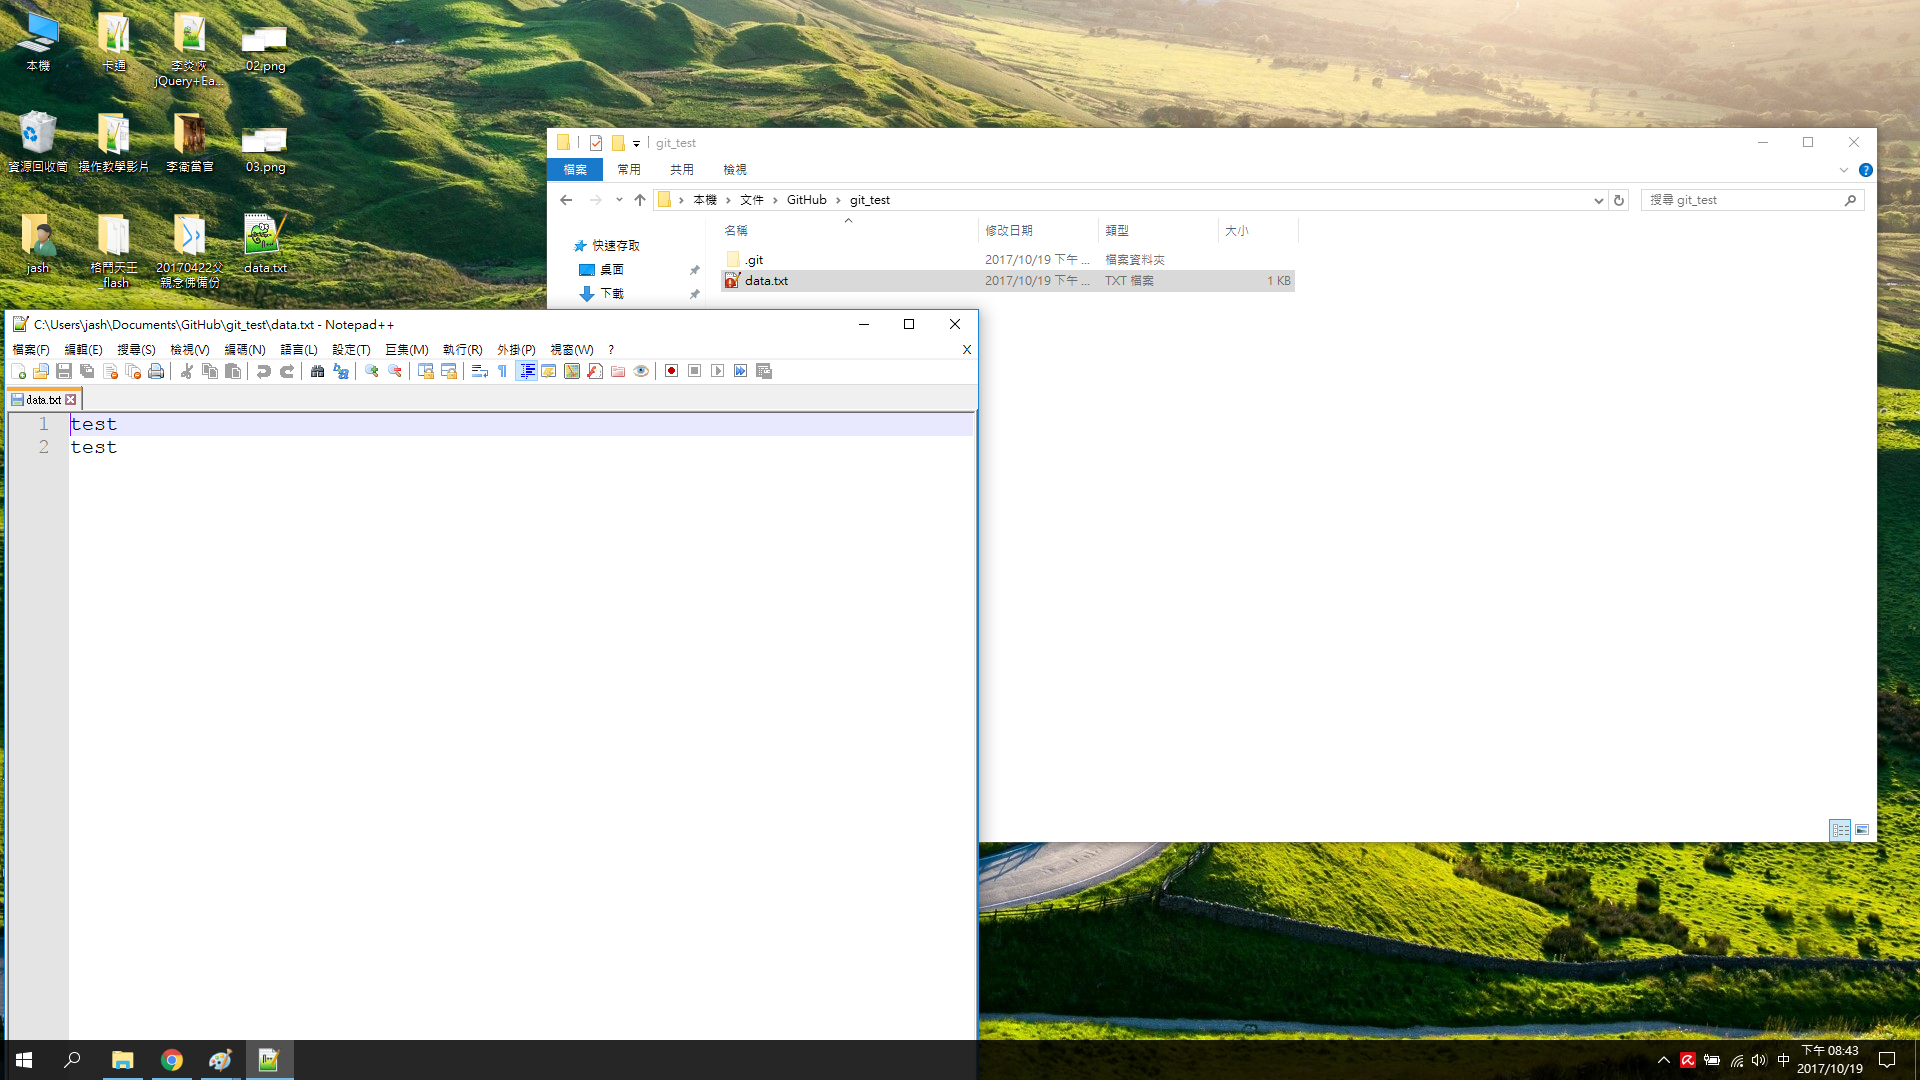 本機
卡通
李炎恢
jQuery+Ea...
02.png
資源回收筒
操作教學影片
李衛當官
03.png
jash
格鬥天王
_flash
20170422父
親念佛備份
data.txt
git_test
檔案
常用
共用
檢視
本機 > 文件 > GitHub > git_test
搜尋 git_test
名稱
修改日期
類型
大小
快速存取
桌面
下載
.git
2017/10/19 下午 ...
檔案資料夾
data.txt
2017/10/19 下午 ...
TXT 檔案
1 KB
C:\Users\jash\Documents\GitHub\git_test\data.txt - Notepad++
檔案(F) 編輯(E) 搜尋(S) 檢視(V) 編碼(N) 語言(L) 設定(T) 巨集(M) 執行(R) 外掛(P) 視窗(W) ?
X
data.txt
1 test
2 test
中
下午 08:43
2017/10/19